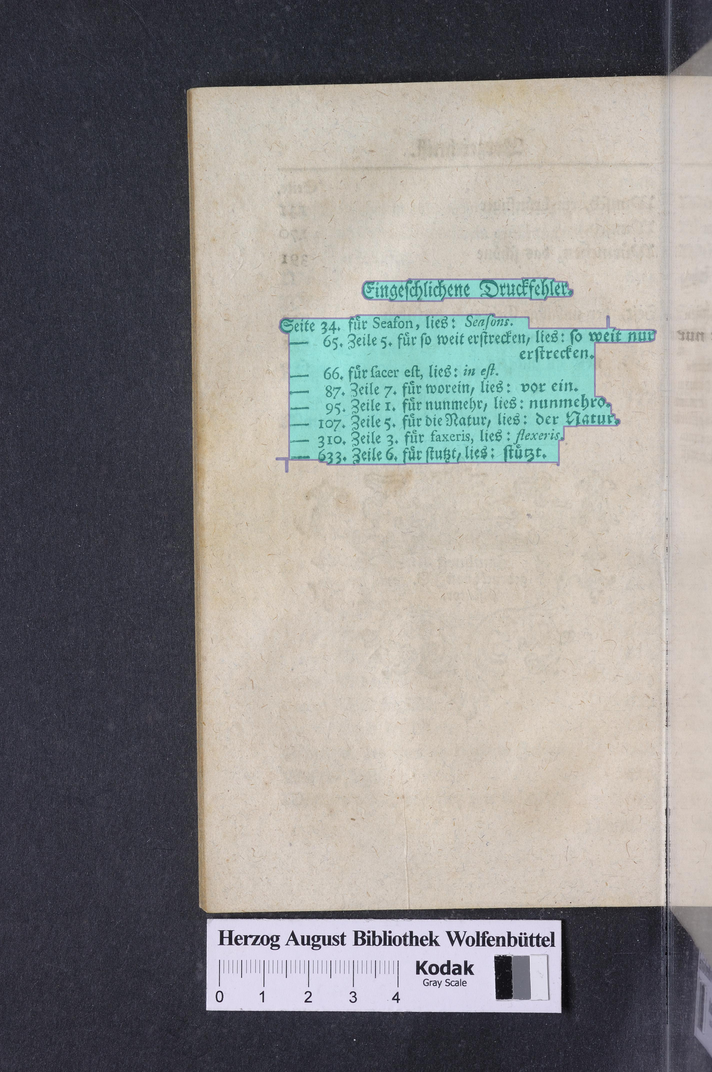 Eingeschlichene Druckfehler.
Seite 34. für Seaſon, lies: Seaſons.
— 65. Zeile 5. für ſo weit erſtrecken, lies: ſo weit nur
erſtrecken.
— 66. für ſacer eſt, lies: in eſt.
— 87. Zeile 7. für worein, lies: vor ein.
— 95. Zeile 1. für nunmehr, lies: nunmehro.
— 107. Zeile 5. für die Natur, lies: der Natur.
— 310. Zeile 3. für faxeris, lies: flexeris.
— 633. Zeile 6. für ſtutzt, lies: ſtützt.
Herzog August Bibliothek Wolfenbüttel
Kodak
Gray Scale
0 1 2 3 4